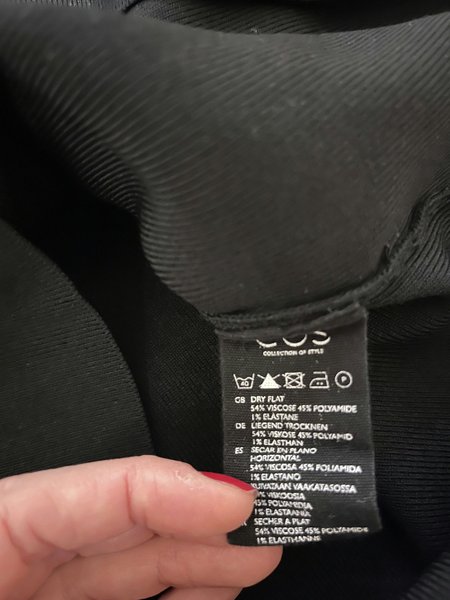 COS
COLLECTION OF STYLE
40 P
GB DRY FLAT
54% VISCOSE 45% POLYAMIDE
1% ELASTANE
DE LIEGEND TROCKNEN
54% VISKOSE 45% POLYAMID
1% ELASTHAN
ES SECAR EN PLANO
HORIZONTAL
54% VISCOSA 45% POLIAMIDA
1% ELASTANO
KUIVATAAN VAAKATASOSSA
VISKOOSIA
45% POLYAMIDIA
1% ELASTAANIA
SECHER A PLAT
54% VISCOSE 45% POLYAMIDE
1% ELASTHANNE